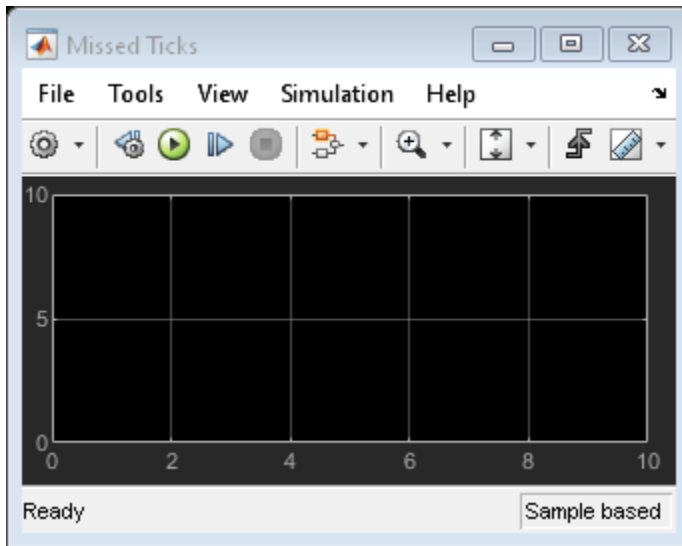 Missed Ticks
File Tools View Simulation Help
10
5
0
0 2 4 6 8 10
Ready Sample based